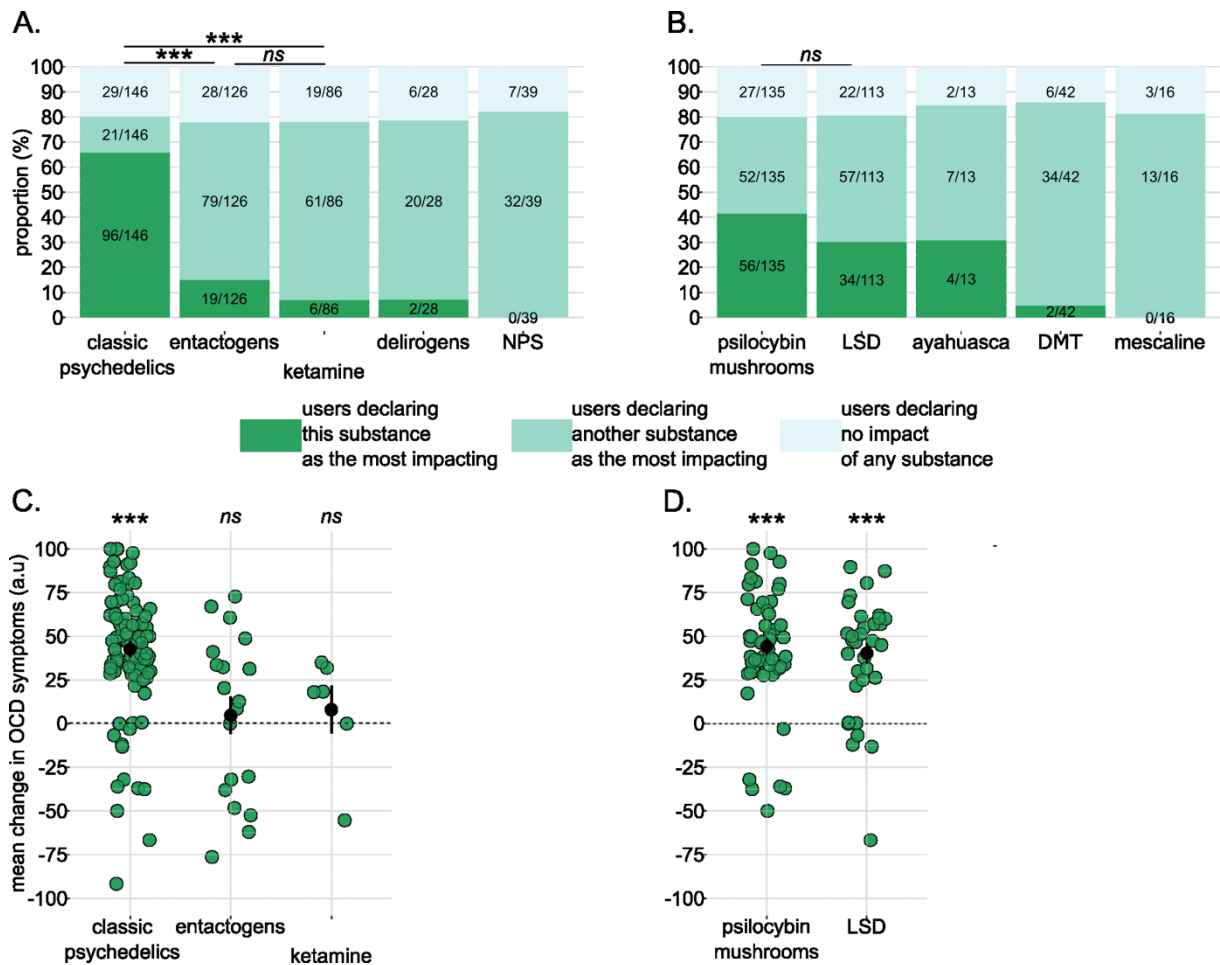 A.
***
*** ns
100
90
80
70
60
50
40
30
20
10
0
proportion (%)
29/146 28/126 19/86 6/28 7/39
21/146
79/126 61/86 20/28 32/39
96/146
19/126 6/86 2/28 0/39
classic
psychedelics
entactogens
ketamine
delirogens
NPS
B.
ns
100
90
80
70
60
50
40
30
20
10
0
27/135 22/113 2/13 6/42 3/16
52/135 57/113 7/13 34/42 13/16
56/135 34/113 4/13 2/42 0/16
psilocybin
mushrooms
LSD
ayahuasca
DMT
mescaline
users declaring
this substance
as the most impacting
users declaring
another substance
as the most impacting
users declaring
no impact
of any substance
C.
*** ns ns
100
75
50
25
0
-25
-50
-75
-100
mean change in OCD symptoms (a.u)
classic
psychedelics
entactogens
ketamine
D.
*** ***
100
75
50
25
0
-25
-50
-75
-100
psilocybin
mushrooms
LSD
-